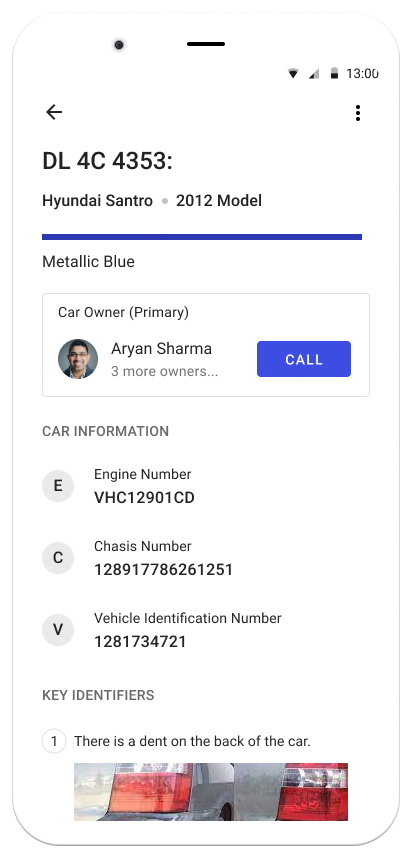 13:00
DL 4C 4353:
Hyundai Santro • 2012 Model
Metallic Blue
Car Owner (Primary)
Aryan Sharma
3 more owners...
CALL
CAR INFORMATION
Engine Number
E
VHC12901CD
Chasis Number
C
128917786261251
Vehicle Identification Number
V
1281734721
KEY IDENTIFIERS
1 There is a dent on the back of the car.